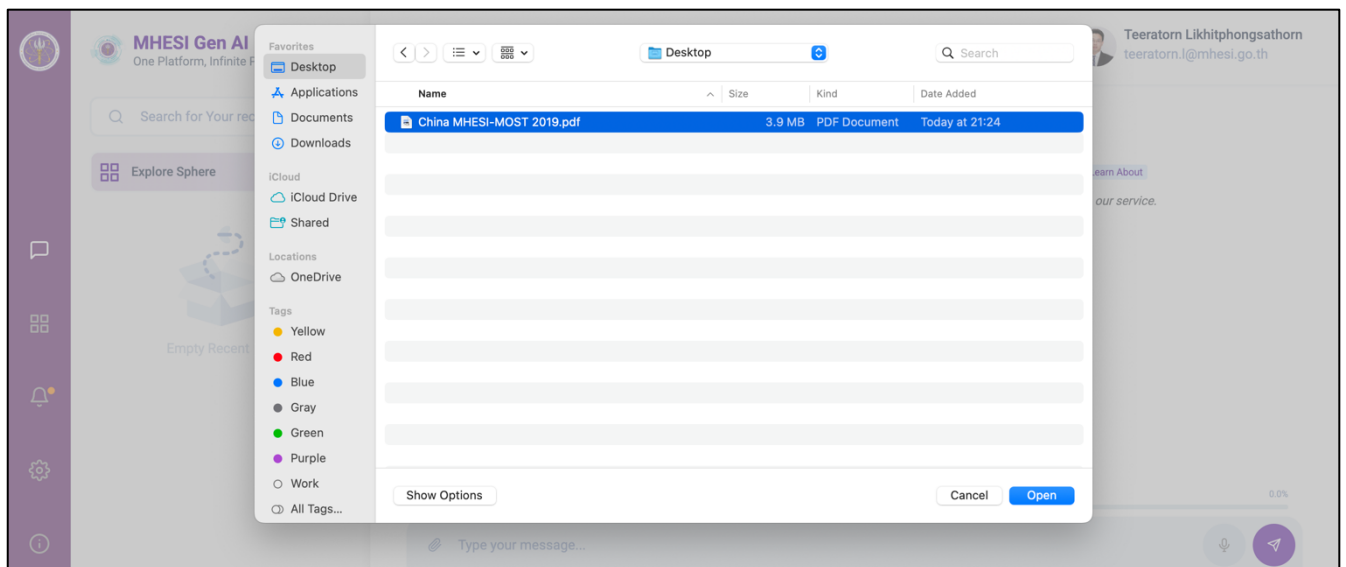 MHESI Gen AI
One Platform, Infinite
Search for Your rec
Explore Sphere
Empty Recent
Favorites
Desktop
Applications
Documents
Downloads
iCloud
iCloud Drive
Shared
Locations
OneDrive
Tags
Yellow
Red
Blue
Gray
Green
Purple
Work
All Tags...
Desktop
Search
Name Size Kind Date Added
China MHESI-MOST 2019.pdf 3.9 MB PDF Document Today at 21:24
Show Options
Cancel Open
Teeratorn Likhitphongsathorn
teeratorn.l@mhesi.go.th
earn About
our service.
0.0%
Type your message...